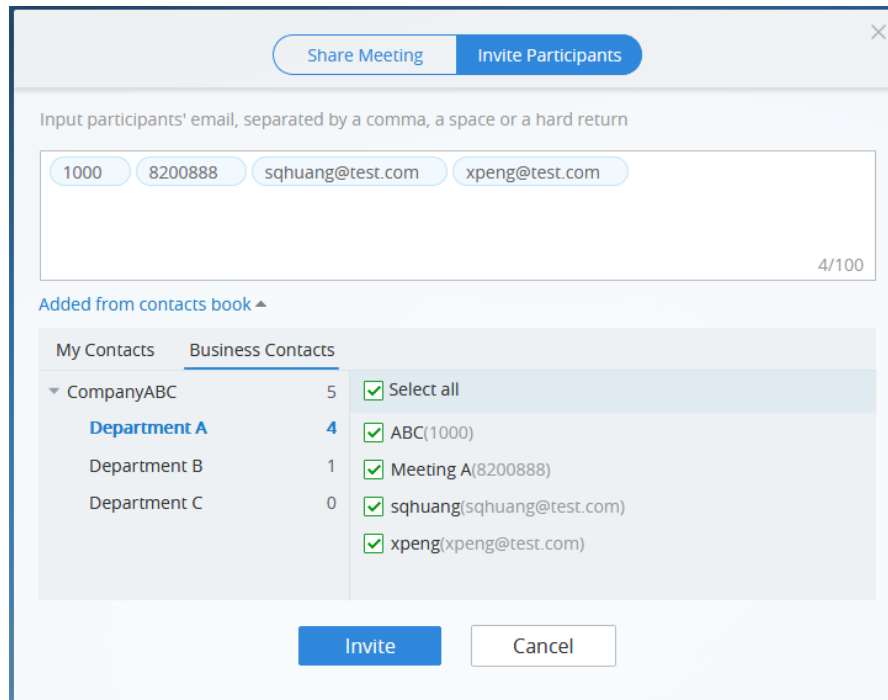 Share Meeting Invite Participants
Input participants' email, separated by a comma, a space or a hard return
1000 8200888 sqhuang@test.com xpeng@test.com
4/100
Added from contacts book
My Contacts Business Contacts
CompanyABC 5
Department A 4
Department B 1
Department C 0
Select all
ABC(1000)
Meeting A(8200888)
sqhuang(sqhuang@test.com)
xpeng(xpeng@test.com)
Invite Cancel